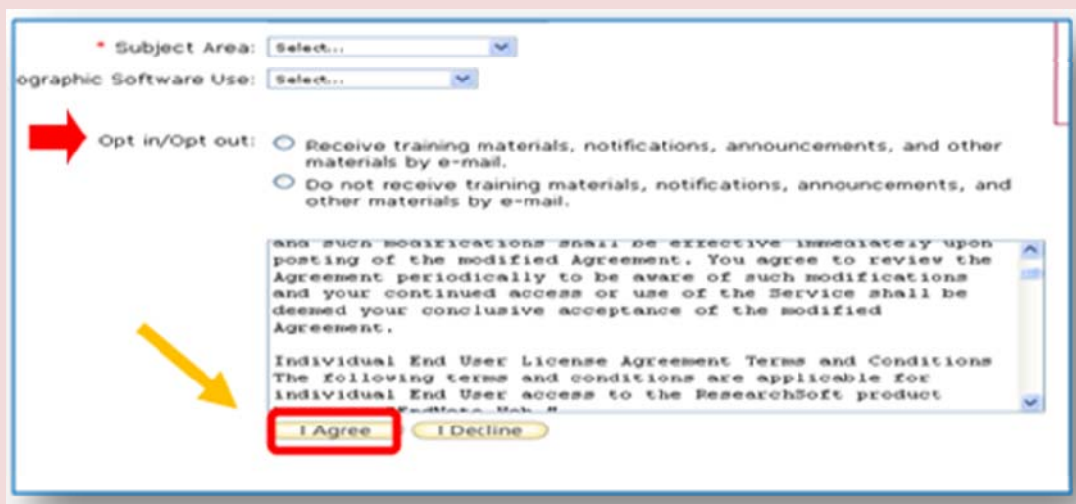 * Subject Area: Select...
ographic Software Use: Select...
Opt in/Opt out: Receive training materials, notifications, announcements, and other
materials by e-mail.
Do not receive training materials, notifications, announcements, and
other materials by e-mail.
and such modifications shall be effective immediately upon
posting of the modified Agreement. You agree to review the
Agreement periodically to be aware of such modifications
and your continued access or use of the Service shall be
deemed your conclusive acceptance of the modified
Agreement.
Individual End User License Agreement Terms and Conditions
The following terms and conditions are applicable for
individual End User access to the ResearchSoft product
"EndNote Web."
I Agree I Decline